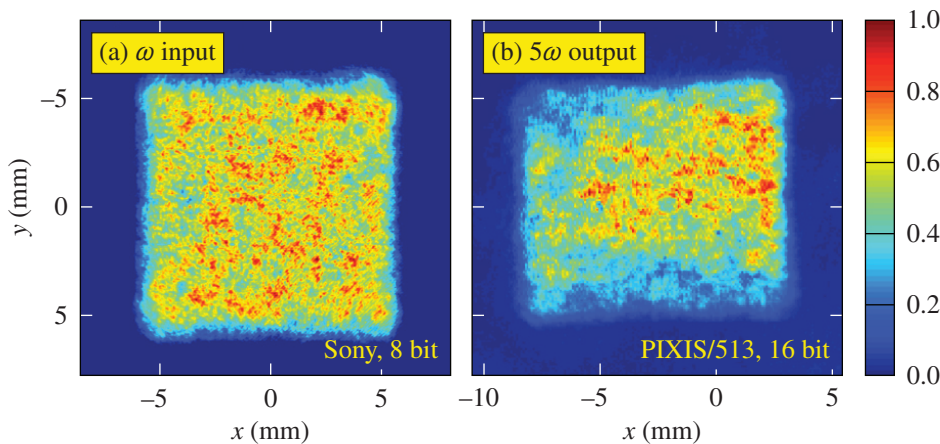 (a) ω input
(b) 5ω output
1.0
0.8
0.6
0.4
0.2
0.0
–5
0
5
y (mm)
Sony, 8 bit
PIXIS/513, 16 bit
–5
0
5
–10
–5
0
5
x (mm)
x (mm)